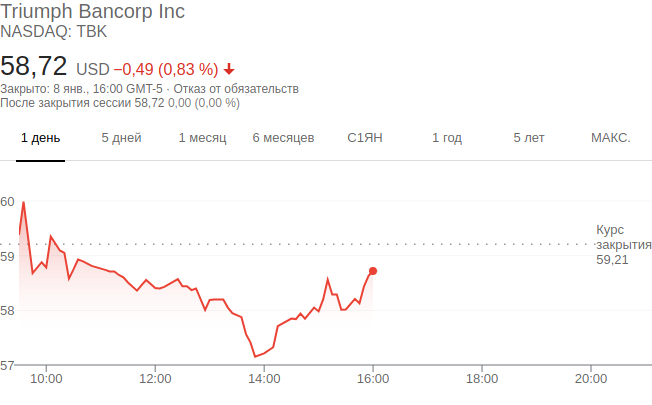 Triumph Bancorp Inc
NASDAQ: TBK
58,72 USD −0,49 (0,83 %)
Закрыто: 8 янв., 16:00 GMT-5 · Отказ от обязательств
После закрытия сессии 58,72 0,00 (0,00 %)
1 день 5 дней 1 месяц 6 месяцев С1ЯН 1 год 5 лет МАКС.
60
59
58
57
Курс
закрытия
59,21
10:00 12:00 14:00 16:00 18:00 20:00